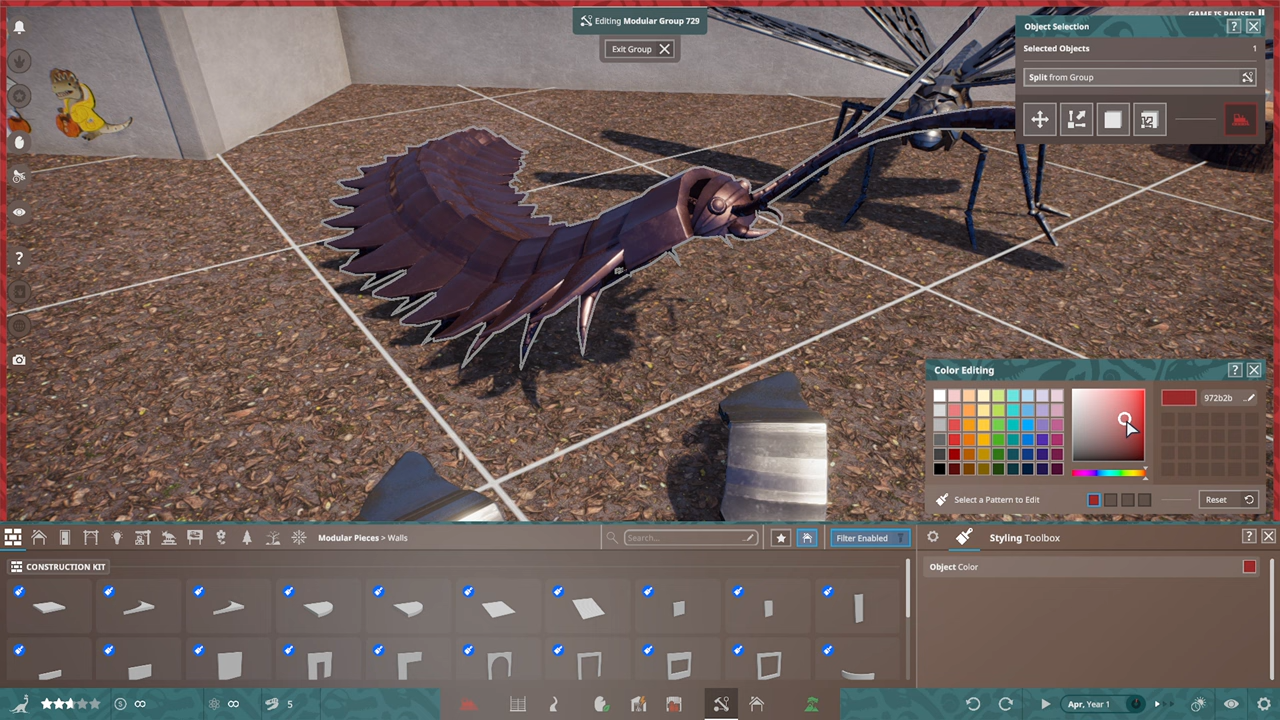 GAME IS PAUSED
Editing Modular Group 729
Exit Group
Object Selection
?
Selected Objects 1
Split from Group
12
?
Color Editing
?
972b2b
Select a Pattern to Edit
Reset
Modular Pieces > Walls
Search...
Filter Enabled
Styling Toolbox
?
CONSTRUCTION KIT
Object Color
5
Apr, Year 1